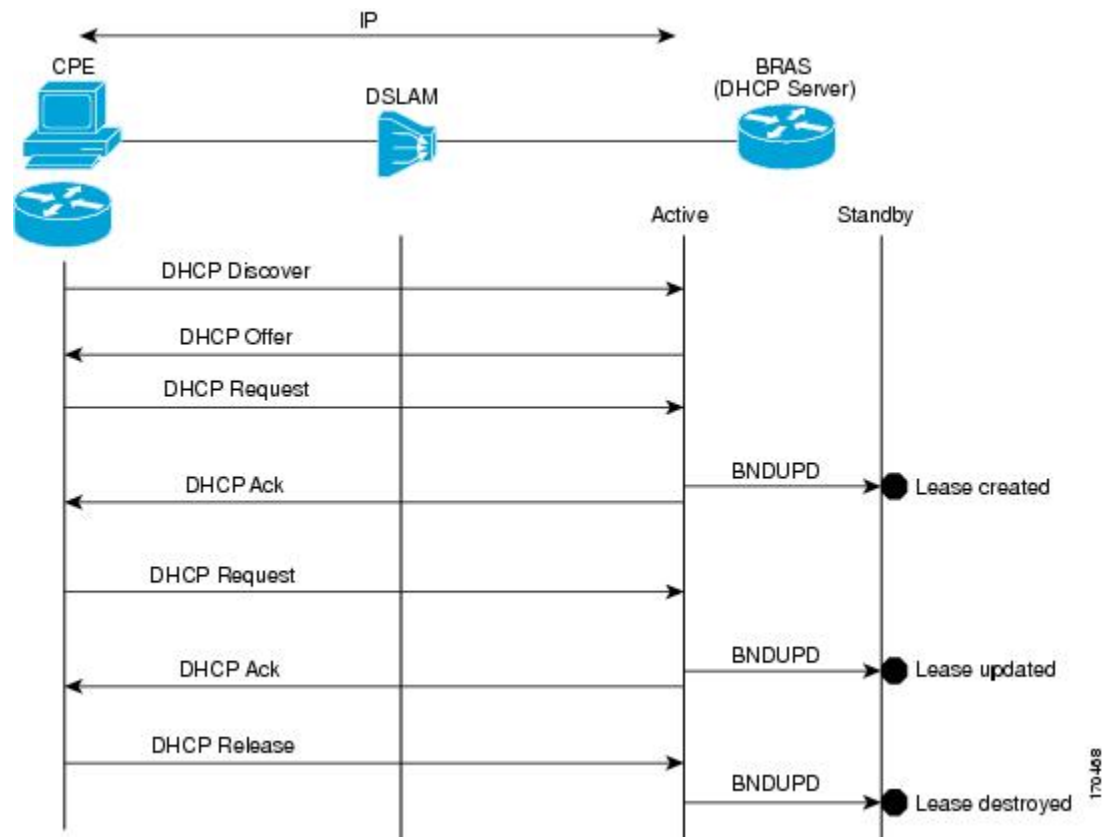 IP
CPE
DSLAM
BRAS
(DHCP Server)
Active
Standby
DHCP Discover
DHCP Offer
DHCP Request
DHCP Ack
BNDUPD
Lease created
DHCP Request
DHCP Ack
BNDUPD
Lease updated
DHCP Release
BNDUPD
Lease destroyed
170468